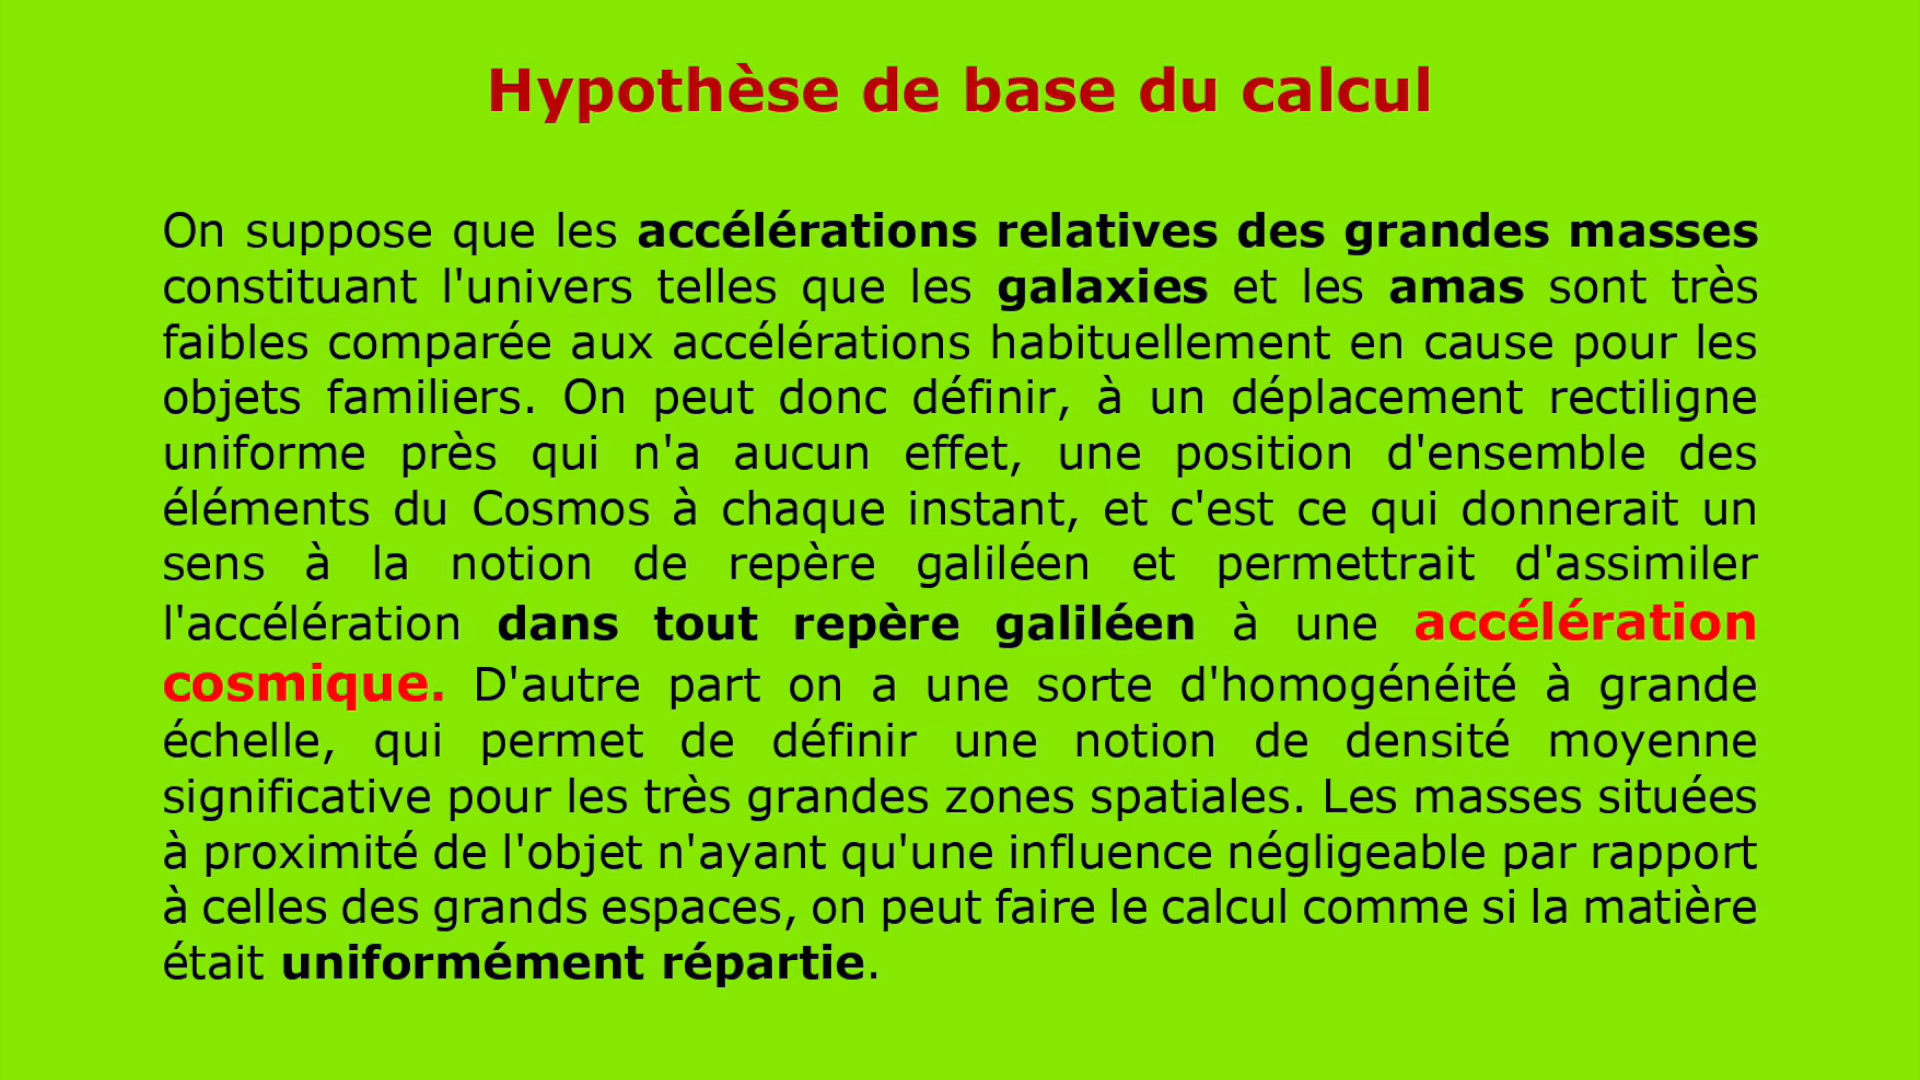 Hypothèse de base du calcul
On suppose que les accélérations relatives des grandes masses
constituant l'univers telles que les galaxies et les amas sont très
faibles comparée aux accélérations habituellement en cause pour les
objets familiers. On peut donc définir, à un déplacement rectiligne
uniforme près qui n'a aucun effet, une position d'ensemble des
éléments du Cosmos à chaque instant, et c'est ce qui donnerait un
sens à la notion de repère galiléen et permettrait d'assimiler
l'accélération dans tout repère galiléen à une accélération
cosmique. D'autre part on a une sorte d'homogénéité à grande
échelle, qui permet de définir une notion de densité moyenne
significative pour les très grandes zones spatiales. Les masses situées
à proximité de l'objet n'ayant qu'une influence négligeable par rapport
à celles des grands espaces, on peut faire le calcul comme si la matière
était uniformément répartie.